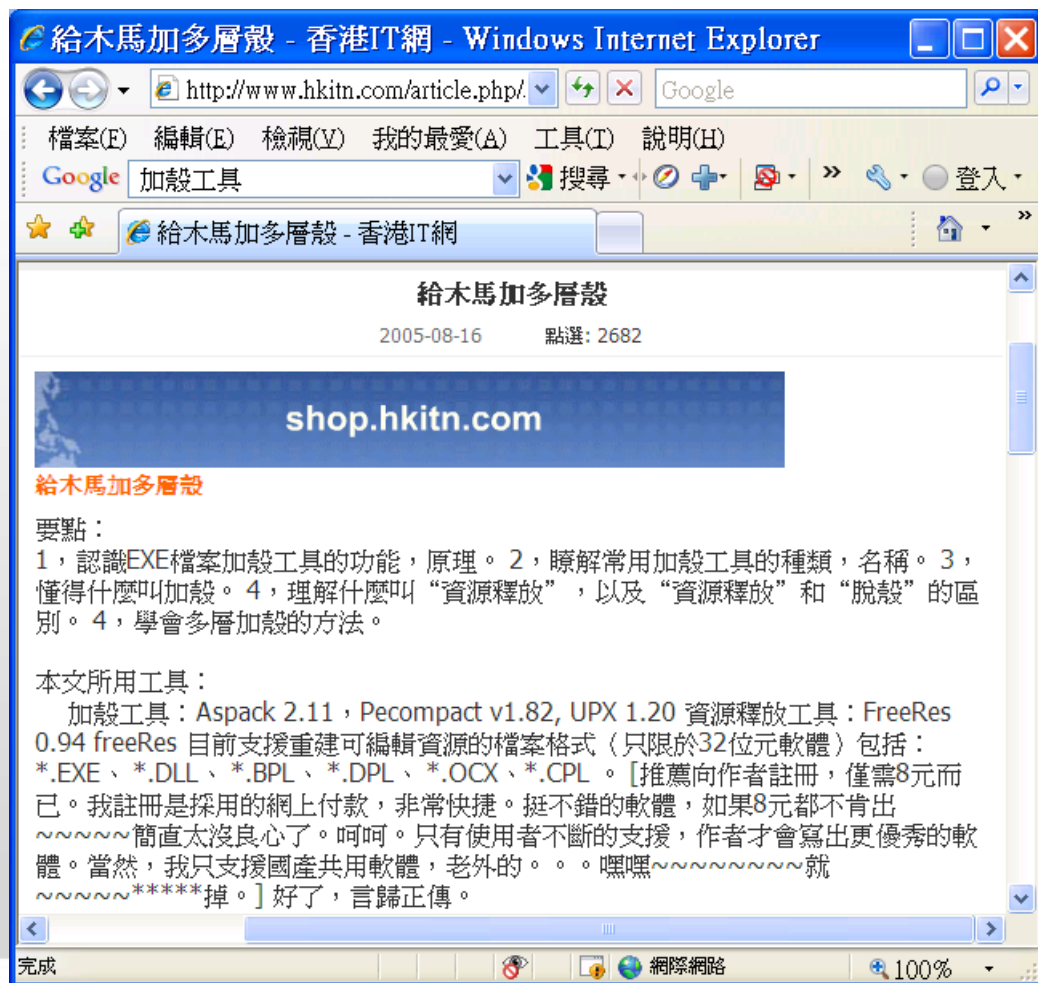 給木馬加多層殼 - 香港IT網 - Windows Internet Explorer
http://www.hkitn.com/article.php/.
Google
檔案(F) 編輯(E) 檢視(V) 我的最愛(A) 工具(T) 說明(H)
Google 加殼工具 搜尋 » 登入
給木馬加多層殼 - 香港IT網 »
給木馬加多層殼
2005-08-16 點選: 2682
shop.hkitn.com
給木馬加多層殼
要點：
1，認識EXE檔案加殼工具的功能，原理。 2，瞭解常用加殼工具的種類，名稱。 3，
懂得什麼叫加殼。 4，理解什麼叫“資源釋放”，以及“資源釋放”和“脫殼”的區
別。 4，學會多層加殼的方法。
本文所用工具：
加殼工具：Aspack 2.11，Pecompact v1.82, UPX 1.20 資源釋放工具：FreeRes
0.94 freeRes 目前支援重建可編輯資源的檔案格式（只限於32位元軟體）包括：
*.EXE、*.DLL、*.BPL、*.DPL、*.OCX、*.CPL 。 [推薦向作者註冊，僅需8元而
已。我註冊是採用的網上付款，非常快捷。挺不錯的軟體，如果8元都不肯出
~~~~~簡直太沒良心了。呵呵。只有使用者不斷的支援，作者才會寫出更優秀的軟
體。當然，我只支援國產共用軟體，老外的。。。嘿嘿~~~~~~~~就
~~~~~*****掉。] 好了，言歸正傳。
完成 網際網路 100%